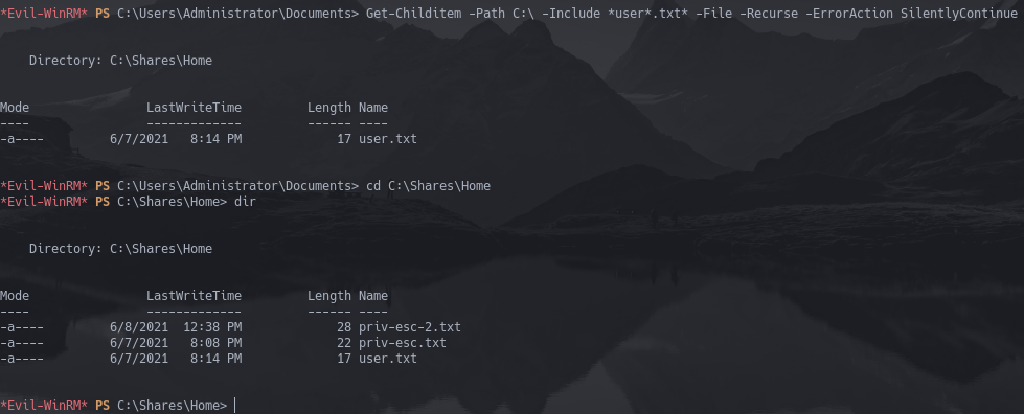 *Evil-WinRM* PS C:\Users\Administrator\Documents> Get-Childitem -Path C:\ -Include *user*.txt* -File -Recurse -ErrorAction SilentlyContinue
Directory: C:\Shares\Home
Mode LastWriteTime Length Name
---- ------------- ------ ----
-a---- 6/7/2021 8:14 PM 17 user.txt
*Evil-WinRM* PS C:\Users\Administrator\Documents> cd C:\Shares\Home
*Evil-WinRM* PS C:\Shares\Home> dir
Directory: C:\Shares\Home
Mode LastWriteTime Length Name
---- ------------- ------ ----
-a---- 6/8/2021 12:38 PM 28 priv-esc-2.txt
-a---- 6/7/2021 8:08 PM 22 priv-esc.txt
-a---- 6/7/2021 8:14 PM 17 user.txt
*Evil-WinRM* PS C:\Shares\Home>